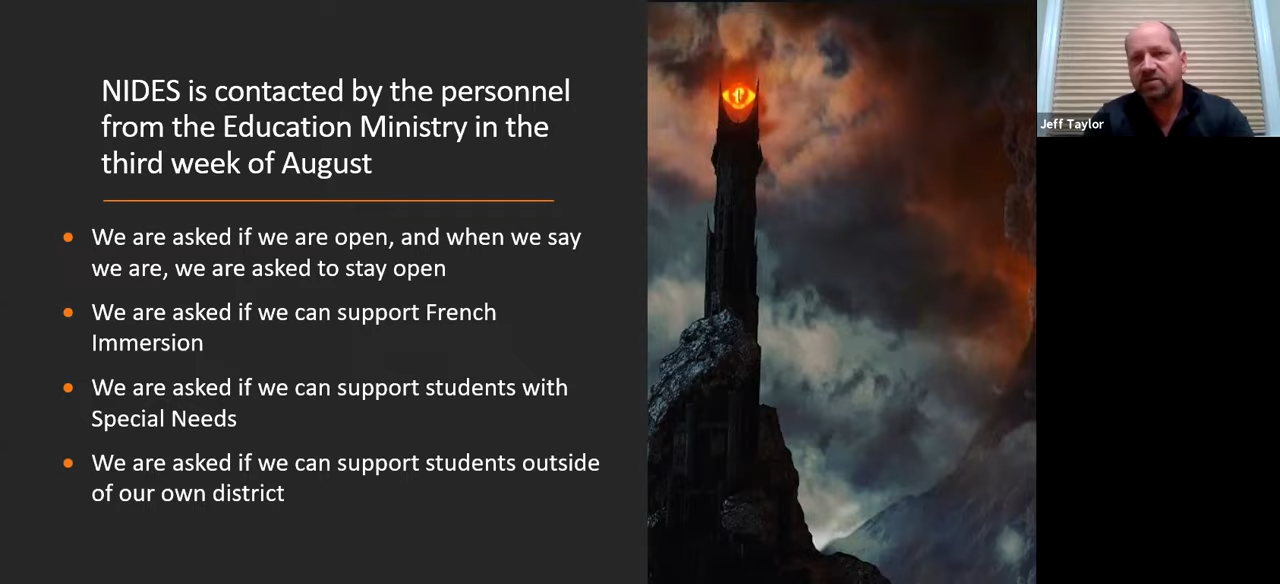 NIDES is contacted by the personnel
from the Education Ministry in the
third week of August
We are asked if we are open, and when we say
we are, we are asked to stay open
We are asked if we can support French
Immersion
We are asked if we can support students with
Special Needs
We are asked if we can support students outside
of our own district
Jeff Taylor